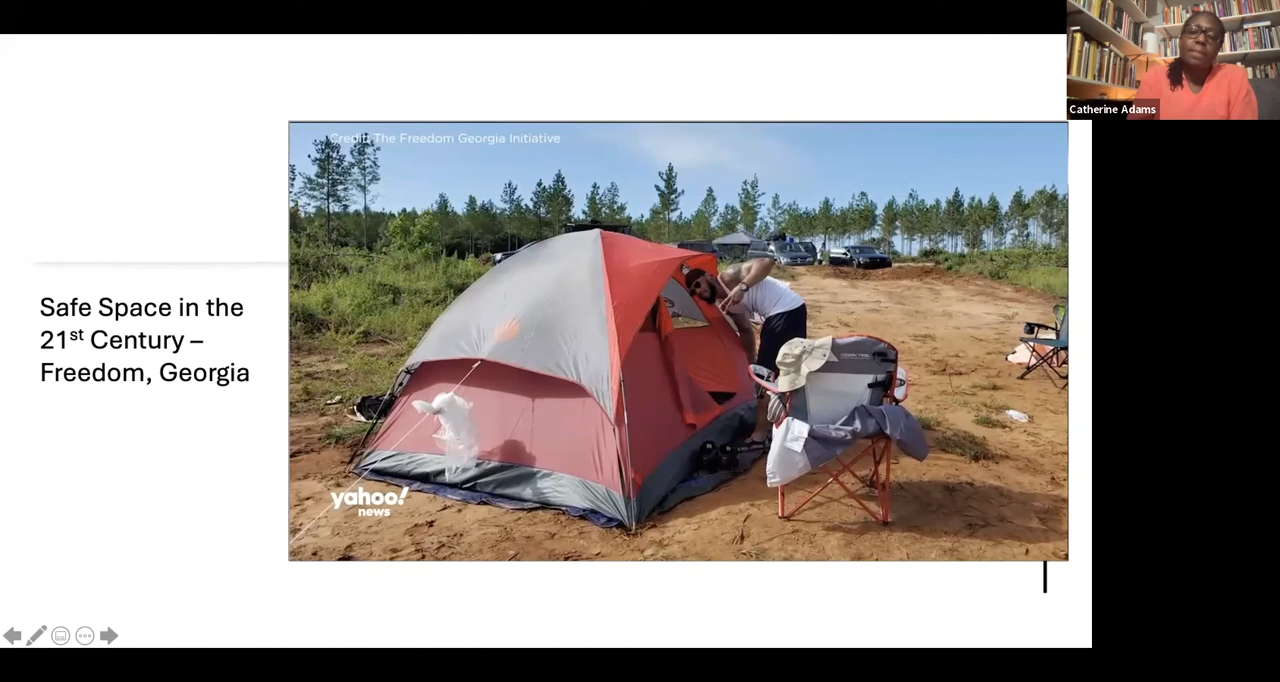 Catherine Adams
Credit: The Freedom Georgia Initiative
Safe Space in the
21st Century –
Freedom, Georgia
yahoo!
news